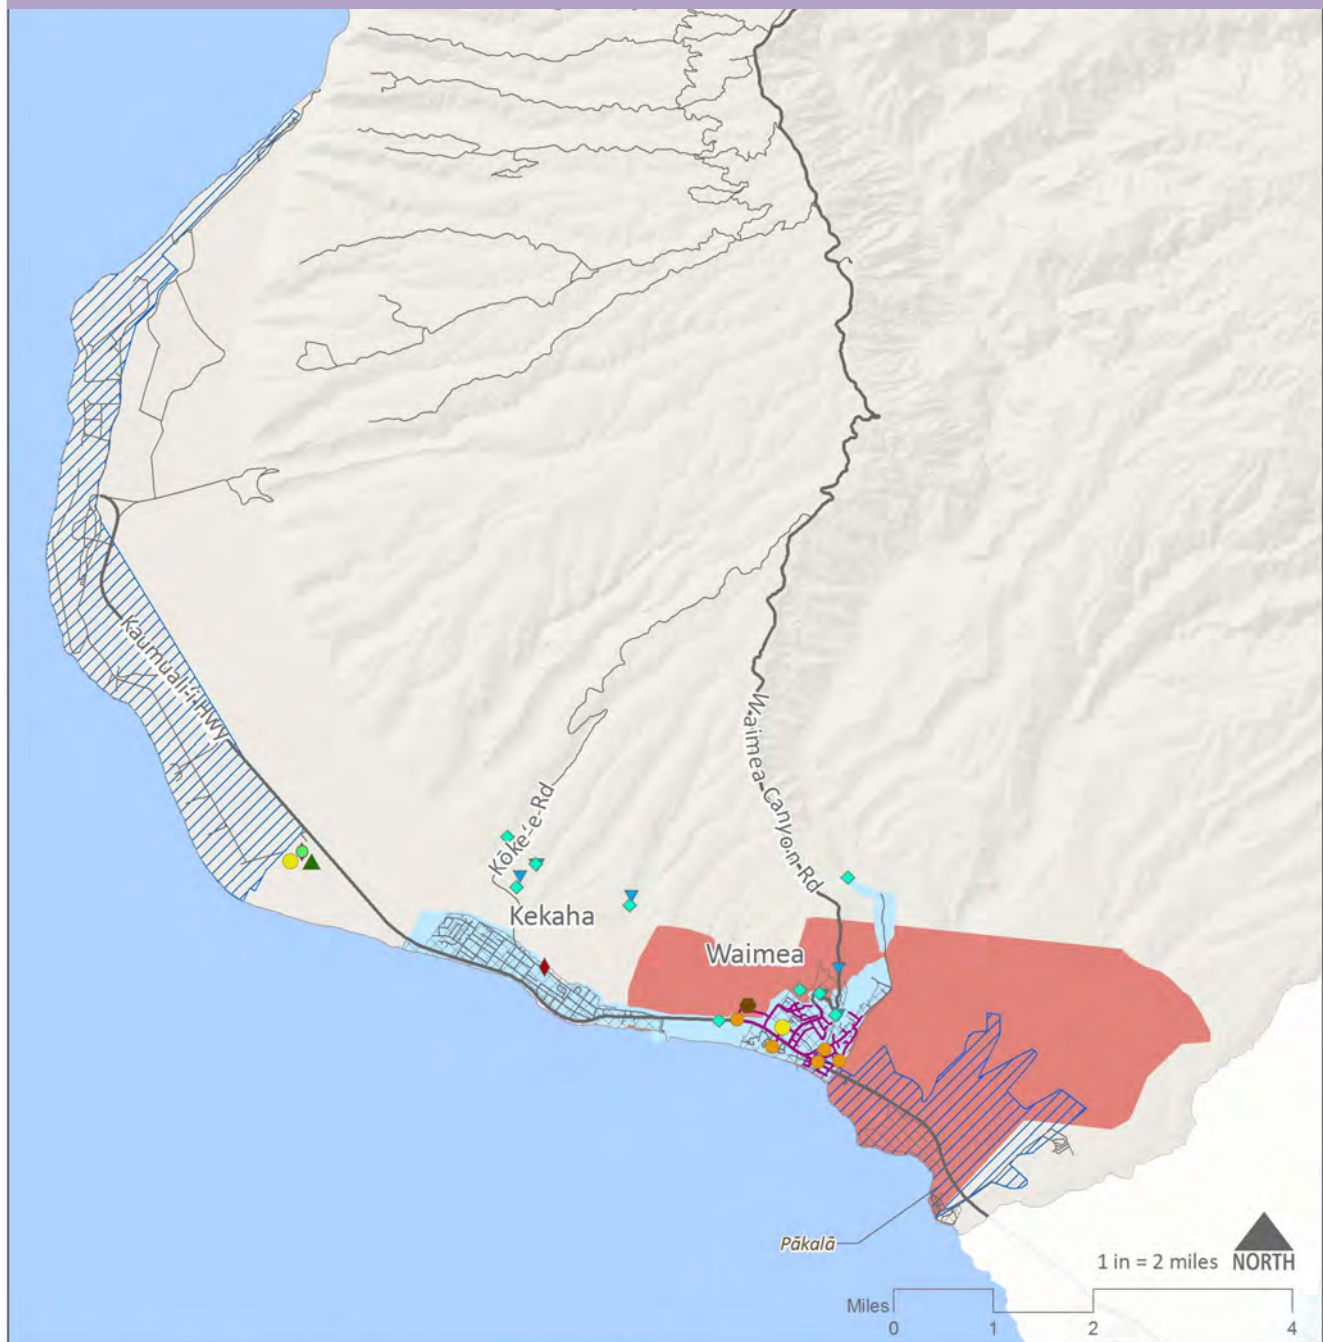 Kaumuali‘i Hwy
Waimea Canyon Rd
Kōke‘e Rd
Kekaha
Waimea
Pākalā
1 in = 2 miles NORTH
Miles
0 1 2 4